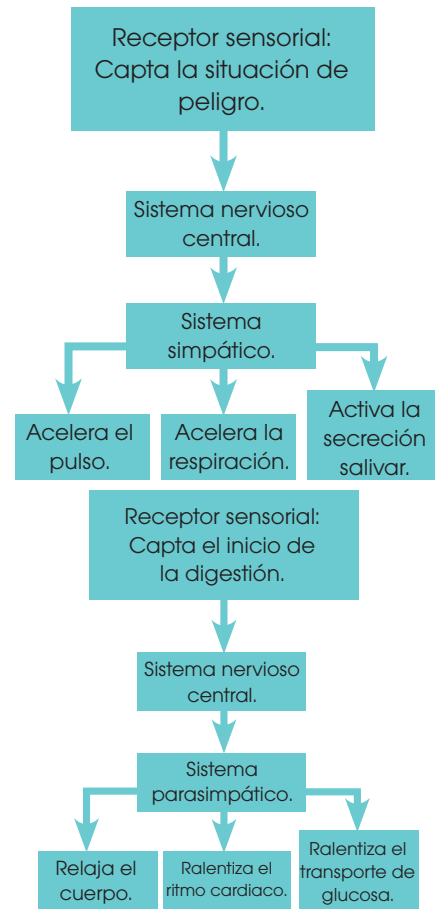 Receptor sensorial:
Capta la situación de
peligro.
Sistema nervioso
central.
Sistema
simpático.
Acelera el
pulso.
Acelera la
respiración.
Activa la
secreción
salivar.
Receptor sensorial:
Capta el inicio de
la digestión.
Sistema nervioso
central.
Sistema
parasimpático.
Relaja el
cuerpo.
Ralentiza el
ritmo cardiaco.
Ralentiza el
transporte de
glucosa.